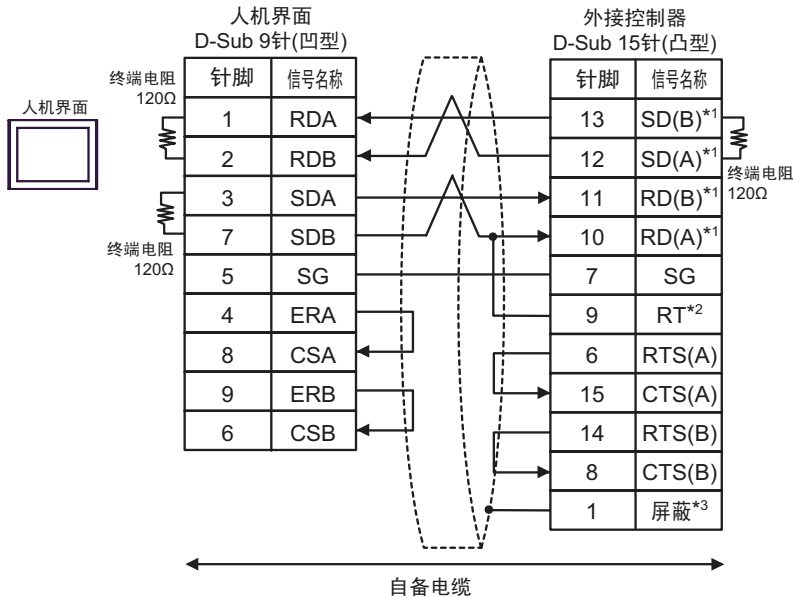 人机界面
D-Sub 9针(凹型)
外接控制器
D-Sub 15针(凸型)
人机界面
终端电阻
120Ω
终端电阻
120Ω
终端电阻
120Ω
针脚 信号名称
1 RDA
2 RDB
3 SDA
7 SDB
5 SG
4 ERA
8 CSA
9 ERB
6 CSB
针脚 信号名称
13 SD(B)*1
12 SD(A)*1
11 RD(B)*1
10 RD(A)*1
7 SG
9 RT*2
6 RTS(A)
15 CTS(A)
14 RTS(B)
8 CTS(B)
1 屏蔽*3
自备电缆